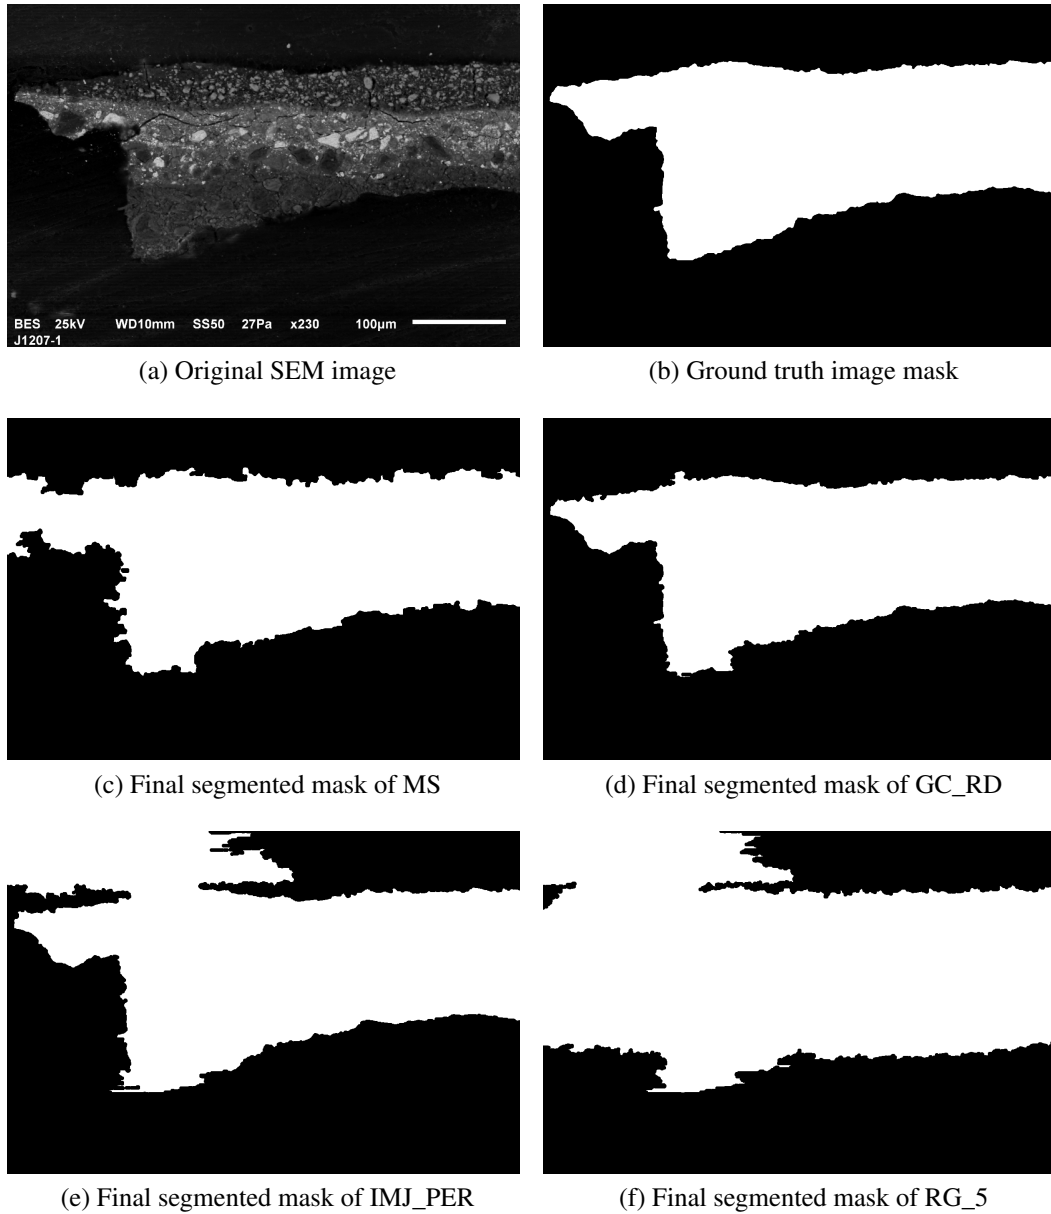 BES 25kV WD10mm SS50 27Pa x230 100µm
J1207-1
(a) Original SEM image
(b) Ground truth image mask
(c) Final segmented mask of MS
(d) Final segmented mask of GC_RD
(e) Final segmented mask of IMJ_PER
(f) Final segmented mask of RG_5